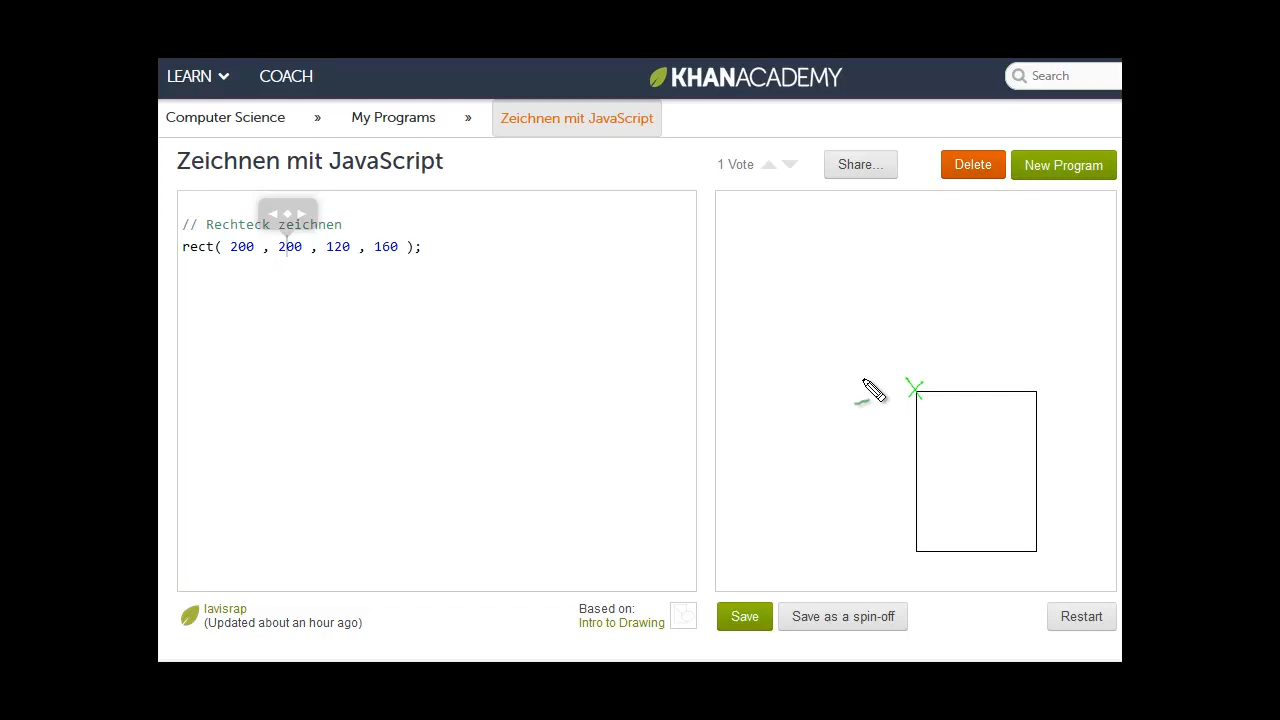 LEARN COACH KHANACADEMY Search
Computer Science » My Programs » Zeichnen mit JavaScript
Zeichnen mit JavaScript 1 Vote Share... Delete New Program
// Rechteck zeichnen
rect( 200 , 200 , 120 , 160 );
lavisrap
(Updated about an hour ago)
Based on:
Intro to Drawing
Save Save as a spin-off Restart